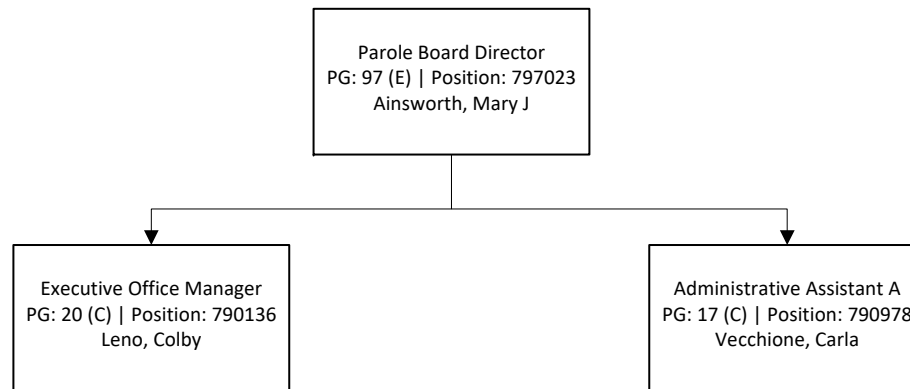 Parole Board Director
PG: 97 (E) | Position: 797023
Ainsworth, Mary J
Executive Office Manager
PG: 20 (C) | Position: 790136
Leno, Colby
Administrative Assistant A
PG: 17 (C) | Position: 790978
Vecchione, Carla